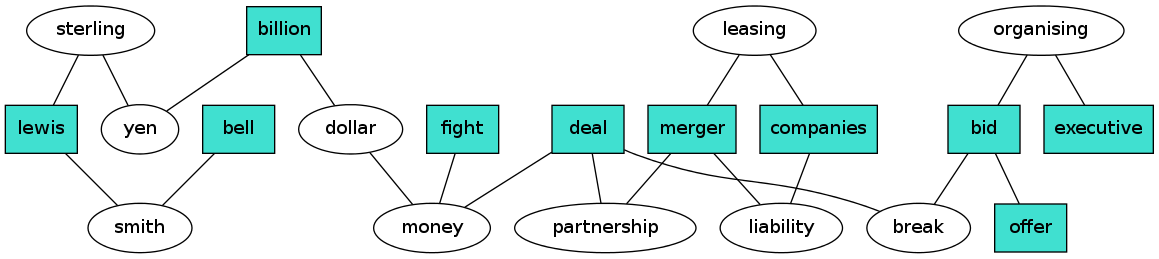 sterling
billion
leasing
organising
lewis
yen
bell
dollar
fight
deal
merger
companies
bid
executive
smith
money
partnership
liability
break
offer